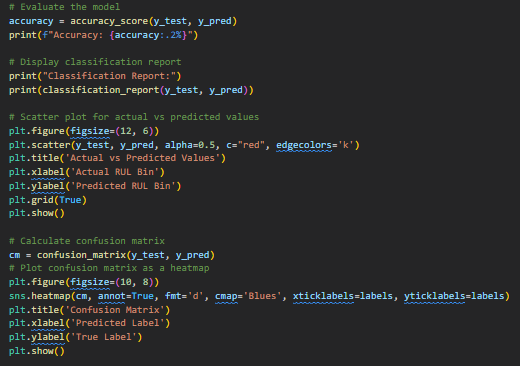 # Evaluate the model
accuracy = accuracy_score(y_test, y_pred)
print(f"Accuracy: {accuracy:.2%}")
# Display classification report
print("Classification Report:")
print(classification_report(y_test, y_pred))
# Scatter plot for actual vs predicted values
plt.figure(figsize=(12, 6))
plt.scatter(y_test, y_pred, alpha=0.5, c="red", edgecolors='k')
plt.title('Actual vs Predicted Values')
plt.xlabel('Actual RUL Bin')
plt.ylabel('Predicted RUL Bin')
plt.grid(True)
plt.show()
# Calculate confusion matrix
cm = confusion_matrix(y_test, y_pred)
# Plot confusion matrix as a heatmap
plt.figure(figsize=(10, 8))
sns.heatmap(cm, annot=True, fmt='d', cmap='Blues', xticklabels=labels, yticklabels=labels)
plt.title('Confusion Matrix')
plt.xlabel('Predicted Label')
plt.ylabel('True Label')
plt.show()